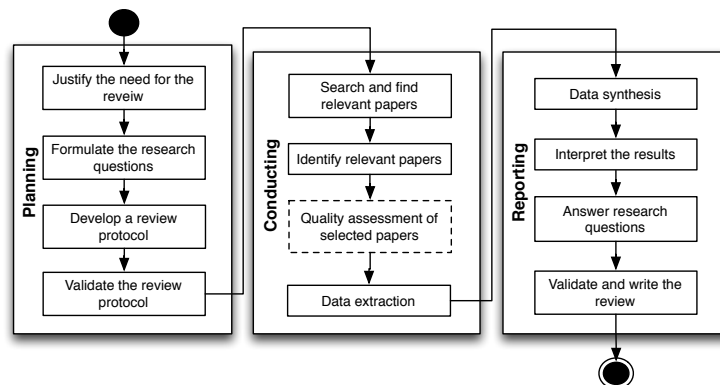 Planning
Justify the need for the
reveiw
Formulate the research
questions
Develop a review
protocol
Validate the review
protocol
Conducting
Search and find
relevant papers
Identify relevant papers
Quality assessment of
selected papers
Data extraction
Reporting
Data synthesis
Interpret the results
Answer research
questions
Validate and write the
review